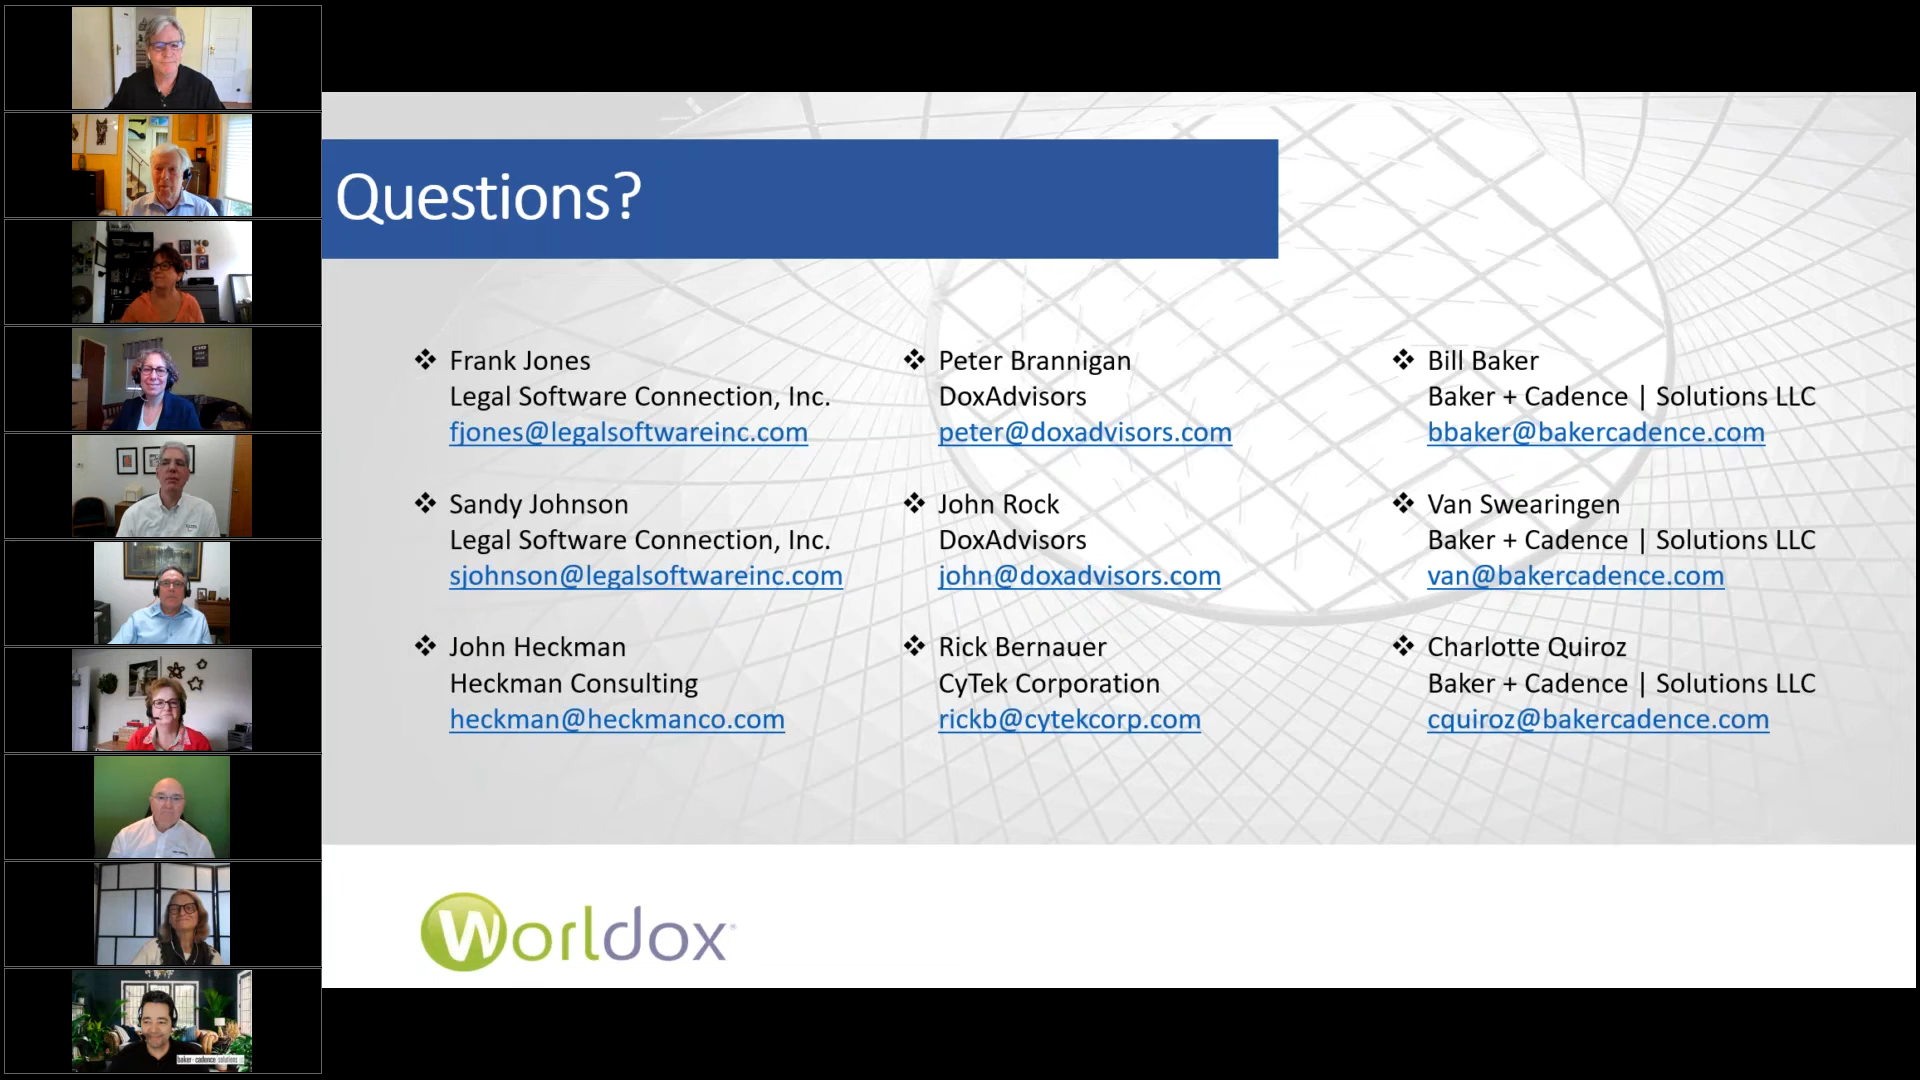 Questions?
❖ Frank Jones
Legal Software Connection, Inc.
fjones@legalsoftwareinc.com
❖ Sandy Johnson
Legal Software Connection, Inc.
sjohnson@legalsoftwareinc.com
❖ John Heckman
Heckman Consulting
heckman@heckmanco.com
❖ Peter Brannigan
DoxAdvisors
peter@doxadvisors.com
❖ John Rock
DoxAdvisors
john@doxadvisors.com
❖ Rick Bernauer
CyTek Corporation
rickb@cytekcorp.com
❖ Bill Baker
Baker + Cadence | Solutions LLC
bbaker@bakercadence.com
❖ Van Swearingen
Baker + Cadence | Solutions LLC
van@bakercadence.com
❖ Charlotte Quiroz
Baker + Cadence | Solutions LLC
cquiroz@bakercadence.com
Worldox
baker+cadence solutions